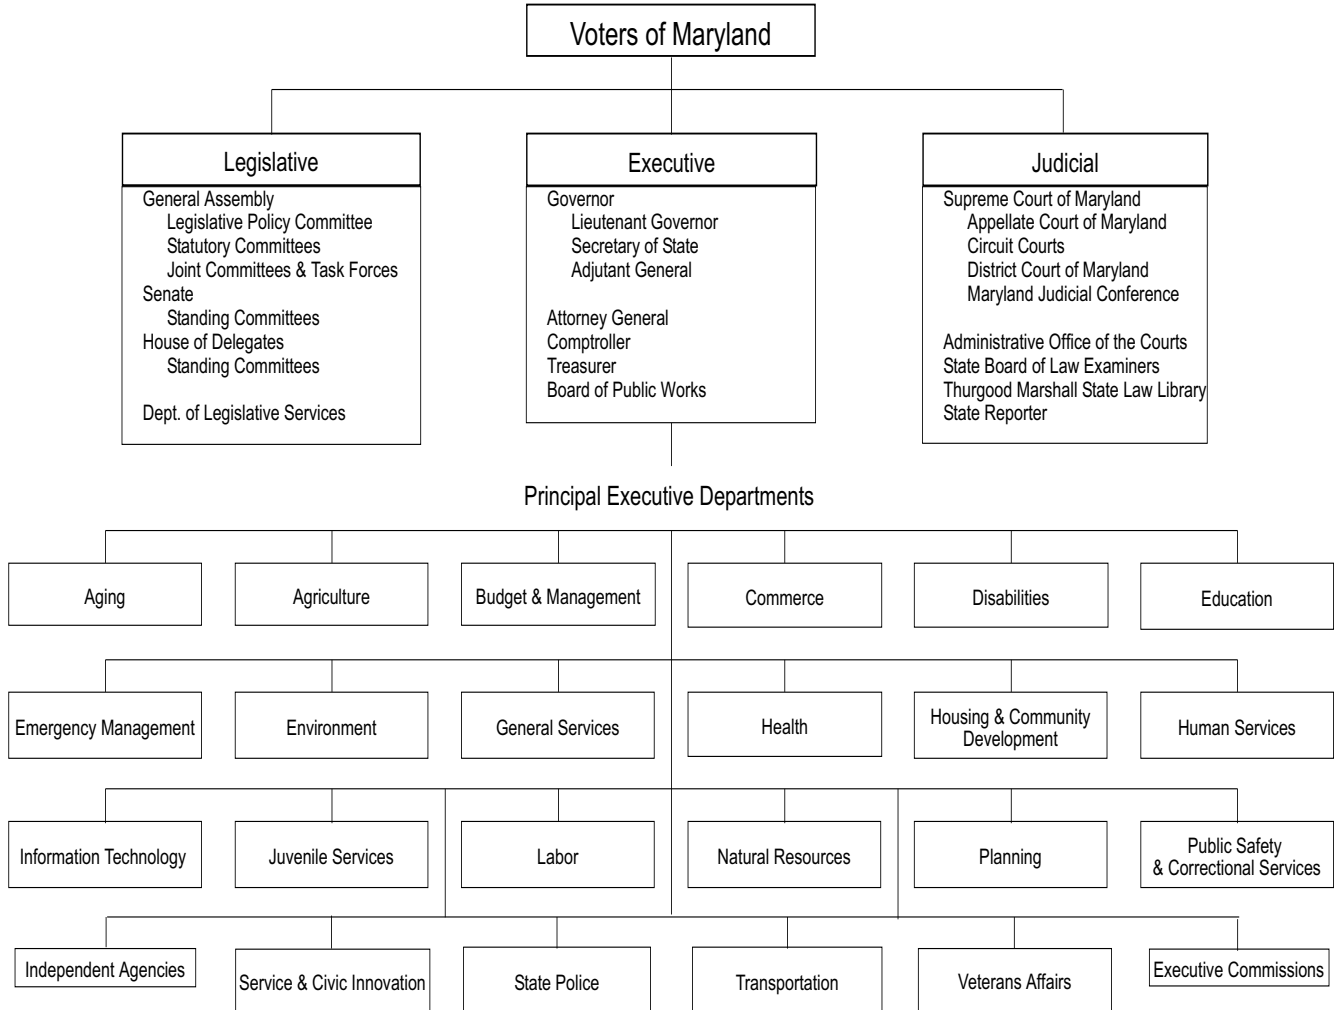 Voters of Maryland
Legislative
General Assembly
Legislative Policy Committee
Statutory Committees
Joint Committees & Task Forces
Senate
Standing Committees
House of Delegates
Standing Committees
Dept. of Legislative Services
Executive
Governor
Lieutenant Governor
Secretary of State
Adjutant General
Attorney General
Comptroller
Treasurer
Board of Public Works
Judicial
Supreme Court of Maryland
Appellate Court of Maryland
Circuit Courts
District Court of Maryland
Maryland Judicial Conference
Administrative Office of the Courts
State Board of Law Examiners
Thurgood Marshall State Law Library
State Reporter
Principal Executive Departments
Aging
Agriculture
Budget & Management
Commerce
Disabilities
Education
Emergency Management
Environment
General Services
Health
Housing & Community
Development
Human Services
Information Technology
Juvenile Services
Labor
Natural Resources
Planning
Public Safety
& Correctional Services
Independent Agencies
Service & Civic Innovation
State Police
Transportation
Veterans Affairs
Executive Commissions